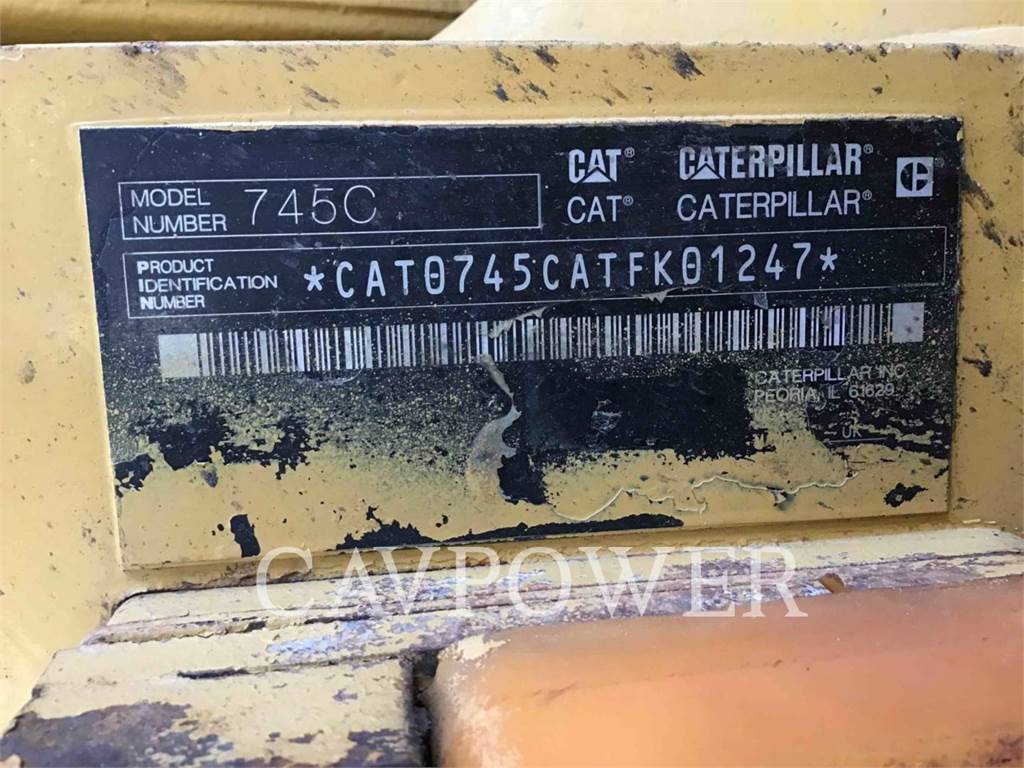 CAT® CATERPILLAR®
CAT® CATERPILLAR®
MODEL
NUMBER
745C
PRODUCT
IDENTIFICATION
NUMBER
*CAT0745CATFK01247*
CATERPILLAR INC.
PEORIA, IL 61629
UK
CAVPOWER